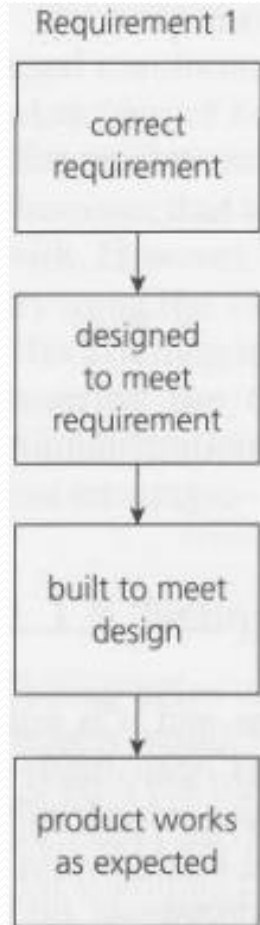 Requirement 1
correct
requirement
designed
to meet
requirement
built to meet
design
product works
as expected